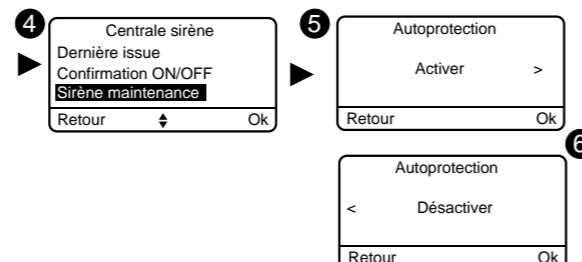 4
Centrale sirène
Dernière issue
Confirmation ON/OFF
Sirène maintenance
Retour Ok
5
Autoprotection
Activer >
Retour Ok
6
Autoprotection
< Désactiver
Retour Ok